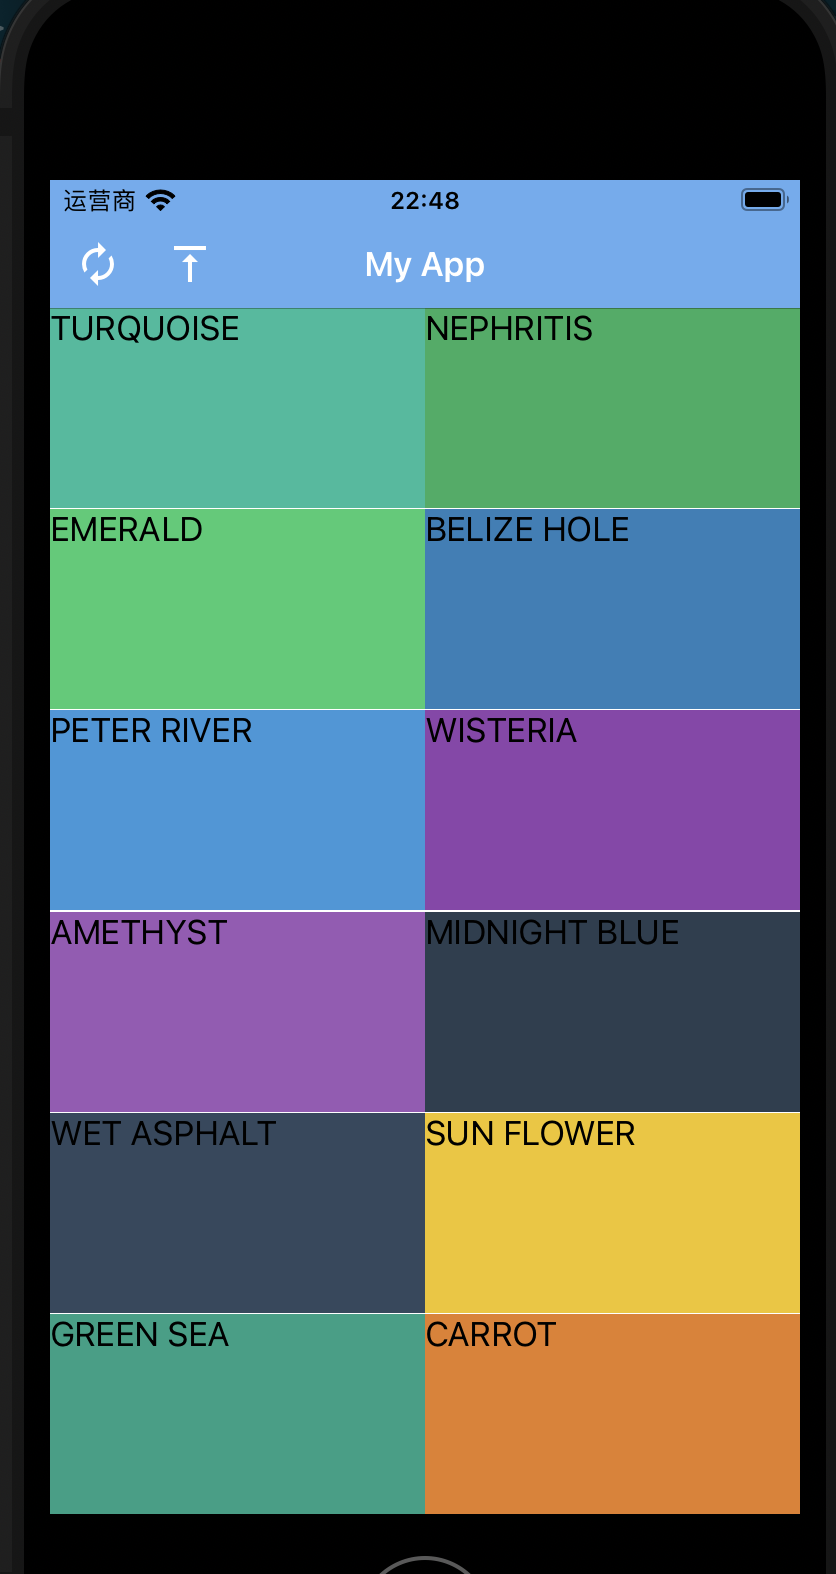 运营商 22:48
My App
TURQUOISE NEPHRITIS
EMERALD BELIZE HOLE
PETER RIVER WISTERIA
AMETHYST MIDNIGHT BLUE
WET ASPHALT SUN FLOWER
GREEN SEA CARROT